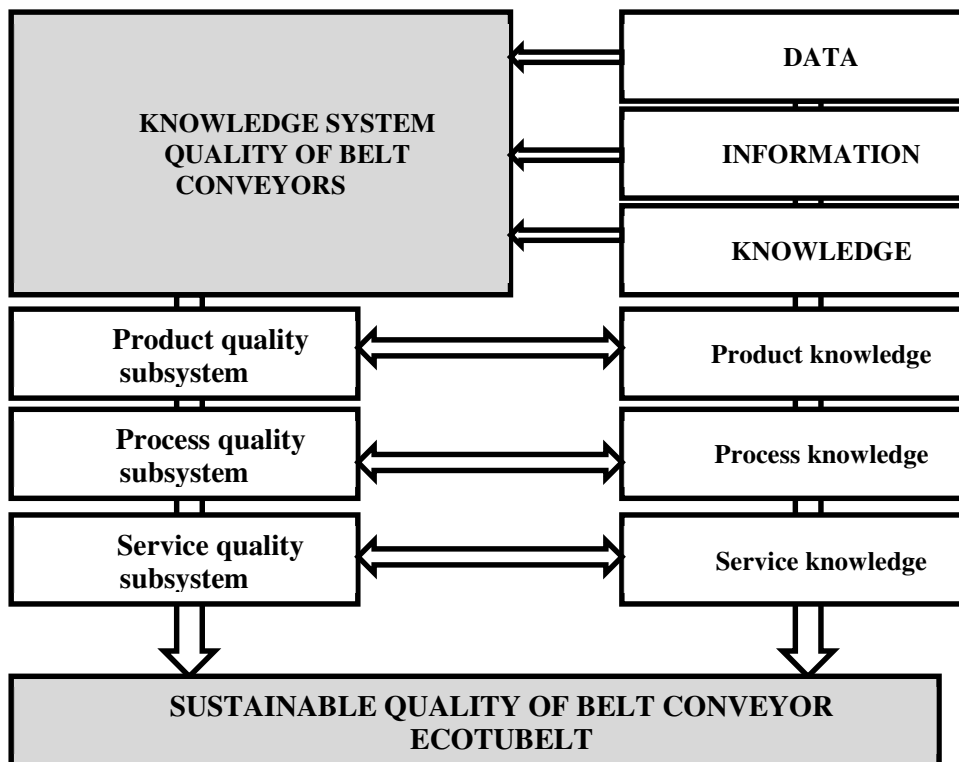 DATA
KNOWLEDGE SYSTEM
QUALITY OF BELT
CONVEYORS
INFORMATION
KNOWLEDGE
Product quality
subsystem
Product knowledge
Process quality
subsystem
Process knowledge
Service quality
subsystem
Service knowledge
SUSTAINABLE QUALITY OF BELT CONVEYOR
ECOTUBELT